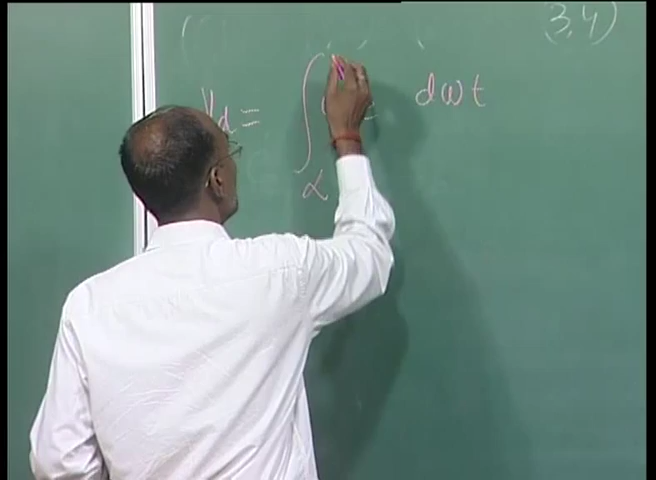 (3,4)
V_d = ∫ dωt
α